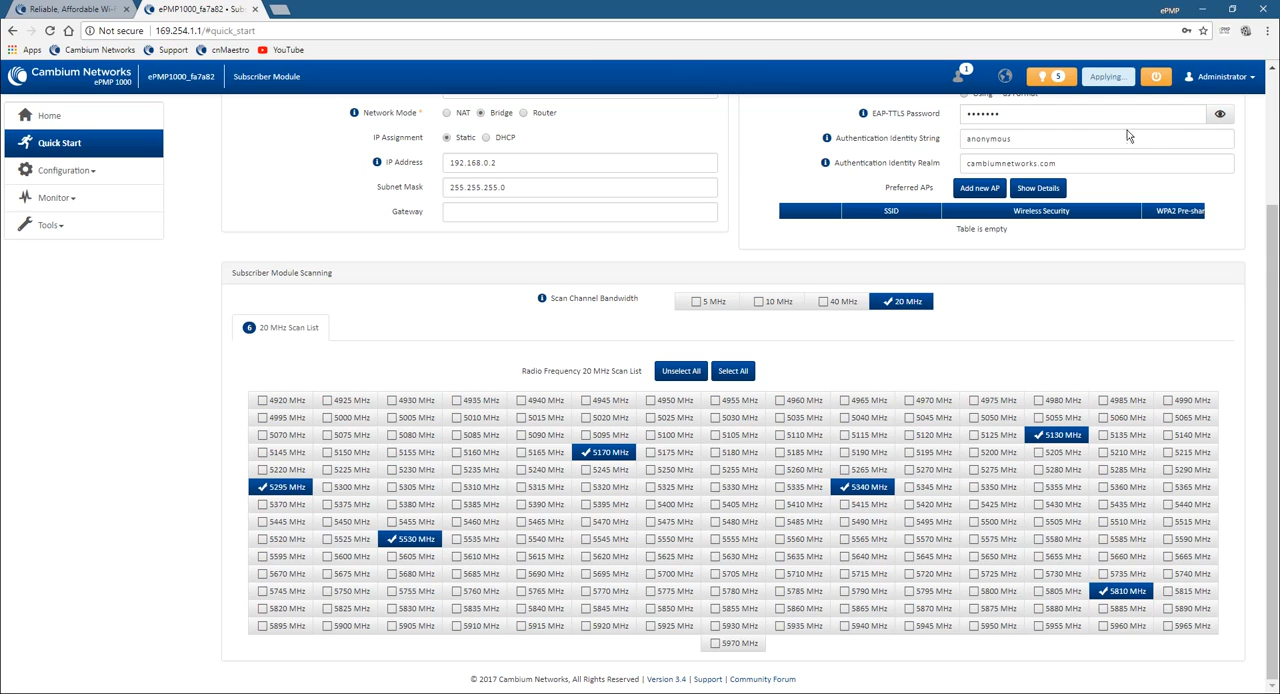 Reliable, Affordable Wi-F
ePMP1000_fa7a82 • Sub
ePMP
Not secure
169.254.1.1/#quick_start
Apps
Cambium Networks
Support
cnMaestro
YouTube
Cambium Networks
ePMP 1000
ePMP1000_fa7a82
Subscriber Module
1
5
Applying...
Administrator
Home
Quick Start
Configuration
Monitor
Tools
Network Mode *
NAT
Bridge
Router
IP Assignment
Static
DHCP
IP Address
192.168.0.2
Subnet Mask
255.255.255.0
Gateway
EAP-TTLS Password
•••••••
Authentication Identity String
anonymous
Authentication Identity Realm
cambiumnetworks.com
Preferred APs
Add new AP
Show Details
SSID
Wireless Security
WPA2 Pre-shar
Table is empty
Subscriber Module Scanning
Scan Channel Bandwidth
5 MHz
10 MHz
40 MHz
20 MHz
6 20 MHz Scan List
Radio Frequency 20 MHz Scan List
Unselect All
Select All
4920 MHz 4925 MHz 4930 MHz 4935 MHz 4940 MHz 4945 MHz 4950 MHz 4955 MHz 4960 MHz 4965 MHz 4970 MHz 4975 MHz 4980 MHz 4985 MHz 4990 MHz
4995 MHz 5000 MHz 5005 MHz 5010 MHz 5015 MHz 5020 MHz 5025 MHz 5030 MHz 5035 MHz 5040 MHz 5045 MHz 5050 MHz 5055 MHz 5060 MHz 5065 MHz
5070 MHz 5075 MHz 5080 MHz 5085 MHz 5090 MHz 5095 MHz 5100 MHz 5105 MHz 5110 MHz 5115 MHz 5120 MHz 5125 MHz 5130 MHz 5135 MHz 5140 MHz
5145 MHz 5150 MHz 5155 MHz 5160 MHz 5165 MHz 5170 MHz 5175 MHz 5180 MHz 5185 MHz 5190 MHz 5195 MHz 5200 MHz 5205 MHz 5210 MHz 5215 MHz
5220 MHz 5225 MHz 5230 MHz 5235 MHz 5240 MHz 5245 MHz 5250 MHz 5255 MHz 5260 MHz 5265 MHz 5270 MHz 5275 MHz 5280 MHz 5285 MHz 5290 MHz
5295 MHz 5300 MHz 5305 MHz 5310 MHz 5315 MHz 5320 MHz 5325 MHz 5330 MHz 5335 MHz 5340 MHz 5345 MHz 5350 MHz 5355 MHz 5360 MHz 5365 MHz
5370 MHz 5375 MHz 5380 MHz 5385 MHz 5390 MHz 5395 MHz 5400 MHz 5405 MHz 5410 MHz 5415 MHz 5420 MHz 5425 MHz 5430 MHz 5435 MHz 5440 MHz
5445 MHz 5450 MHz 5455 MHz 5460 MHz 5465 MHz 5470 MHz 5475 MHz 5480 MHz 5485 MHz 5490 MHz 5495 MHz 5500 MHz 5505 MHz 5510 MHz 5515 MHz
5520 MHz 5525 MHz 5530 MHz 5535 MHz 5540 MHz 5545 MHz 5550 MHz 5555 MHz 5560 MHz 5565 MHz 5570 MHz 5575 MHz 5580 MHz 5585 MHz 5590 MHz
5595 MHz 5600 MHz 5605 MHz 5610 MHz 5615 MHz 5620 MHz 5625 MHz 5630 MHz 5635 MHz 5640 MHz 5645 MHz 5650 MHz 5655 MHz 5660 MHz 5665 MHz
5670 MHz 5675 MHz 5680 MHz 5685 MHz 5690 MHz 5695 MHz 5700 MHz 5705 MHz 5710 MHz 5715 MHz 5720 MHz 5725 MHz 5730 MHz 5735 MHz 5740 MHz
5745 MHz 5750 MHz 5755 MHz 5760 MHz 5765 MHz 5770 MHz 5775 MHz 5780 MHz 5785 MHz 5790 MHz 5795 MHz 5800 MHz 5805 MHz 5810 MHz 5815 MHz
5820 MHz 5825 MHz 5830 MHz 5835 MHz 5840 MHz 5845 MHz 5850 MHz 5855 MHz 5860 MHz 5865 MHz 5870 MHz 5875 MHz 5880 MHz 5885 MHz 5890 MHz
5895 MHz 5900 MHz 5905 MHz 5910 MHz 5915 MHz 5920 MHz 5925 MHz 5930 MHz 5935 MHz 5940 MHz 5945 MHz 5950 MHz 5955 MHz 5960 MHz 5965 MHz
5970 MHz
© 2017 Cambium Networks, All Rights Reserved | Version 3.4 | Support | Community Forum